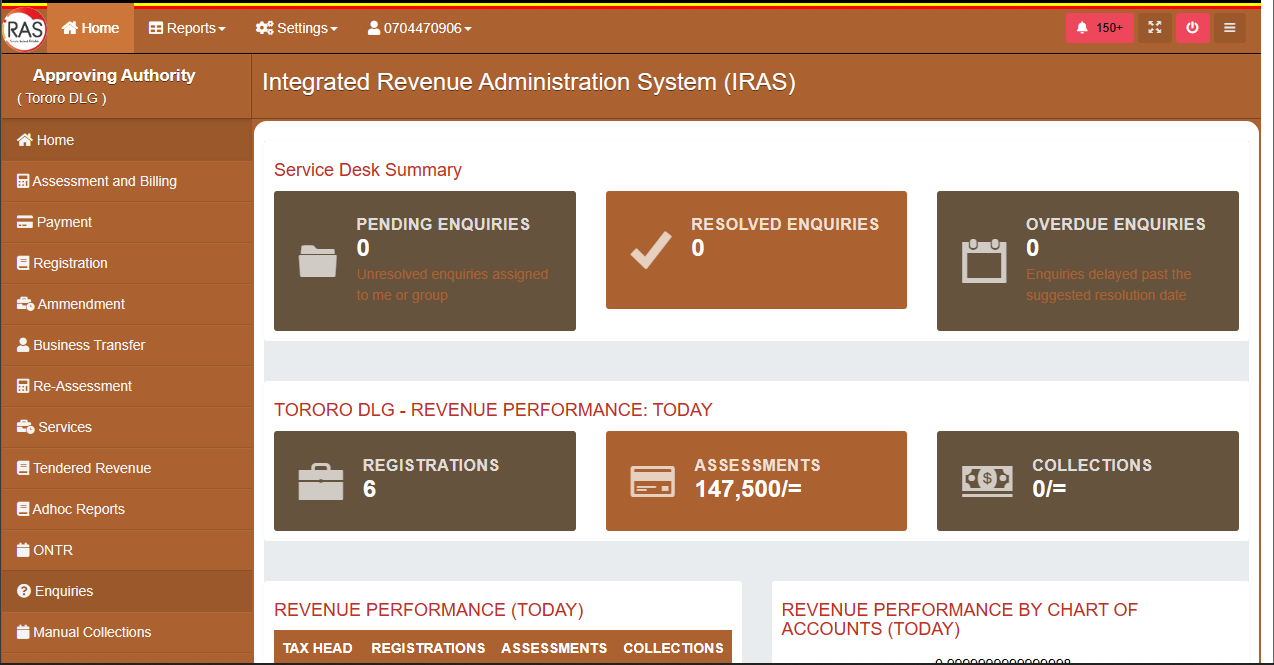 IRAS
Home
Reports
Settings
0704470906
150+
Approving Authority
( Tororo DLG )
Integrated Revenue Administration System (IRAS)
Home
Assessment and Billing
Payment
Registration
Ammendment
Business Transfer
Re-Assessment
Services
Tendered Revenue
Adhoc Reports
ONTR
Enquiries
Manual Collections
Service Desk Summary
PENDING ENQUIRIES
0
Unresolved enquiries assigned
to me or group
RESOLVED ENQUIRIES
0
OVERDUE ENQUIRIES
0
Enquiries delayed past the
suggested resolution date
TORORO DLG - REVENUE PERFORMANCE: TODAY
REGISTRATIONS
6
ASSESSMENTS
147,500/=
COLLECTIONS
0/=
REVENUE PERFORMANCE (TODAY)
TAX HEAD REGISTRATIONS ASSESSMENTS COLLECTIONS
REVENUE PERFORMANCE BY CHART OF
ACCOUNTS (TODAY)